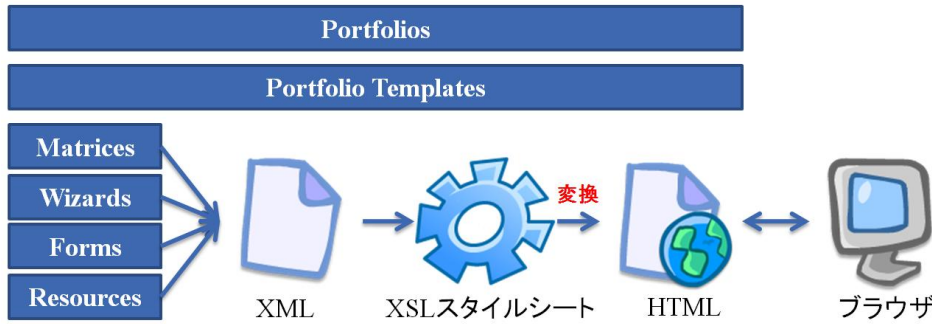 Portfolios
Portfolio Templates
Matrices
Wizards
Forms
Resources
変換
XML
XSLスタイルシート
HTML
ブラウザ